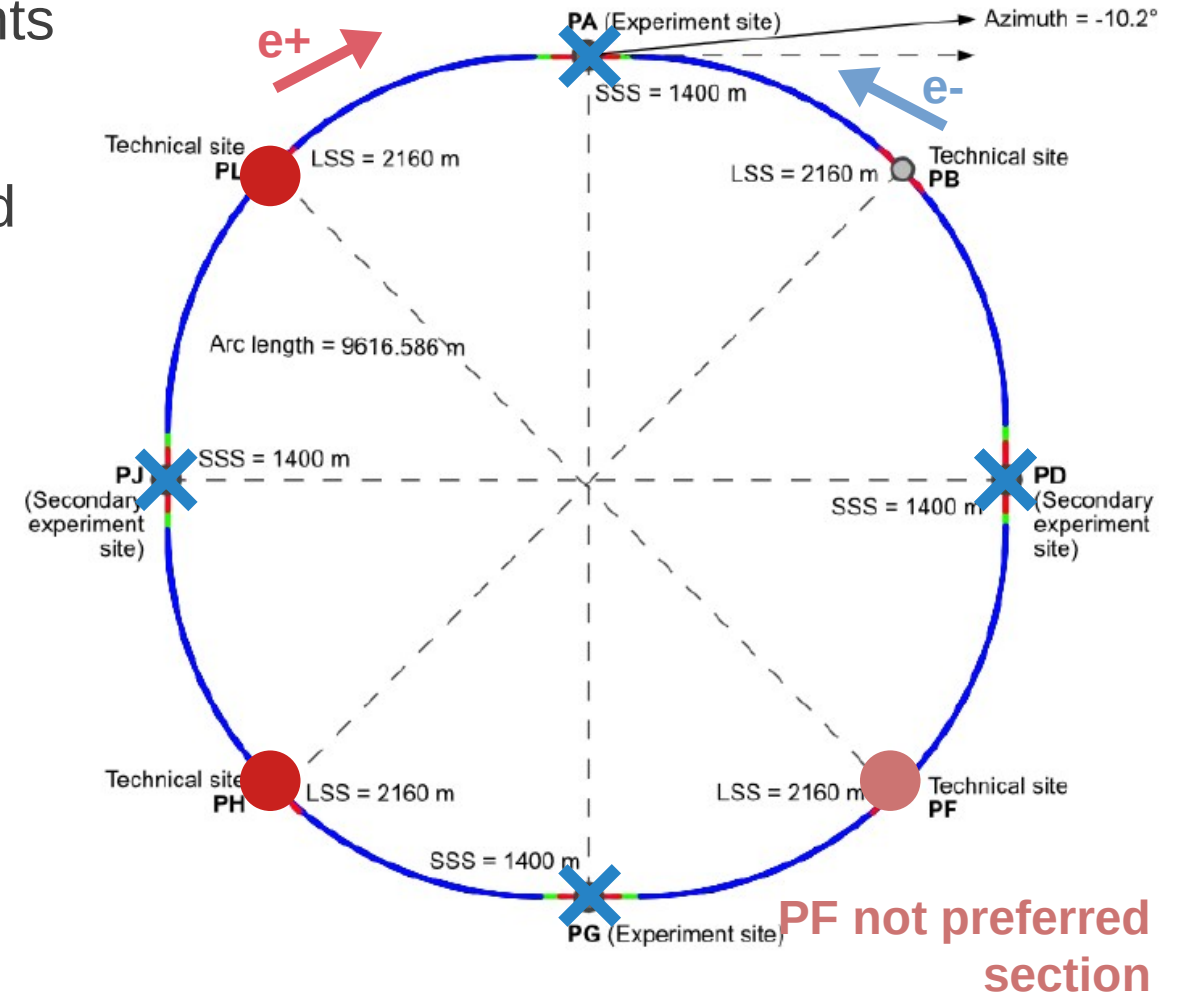 nts
d
PA (Experiment site)
Azimuth = -10.2°
e+
e-
SSS = 1400 m
Technical site
PL
LSS = 2160 m
LSS = 2160 m
Technical site
PB
Arc length = 9616.586 m
PJ
(Secondary
experiment
site)
SSS = 1400 m
SSS = 1400 m
PD
(Secondary
experiment
site)
Technical site
PH
LSS = 2160 m
LSS = 2160 m
Technical site
PF
SSS = 1400 m
PG (Experiment site)
PF not preferred
section